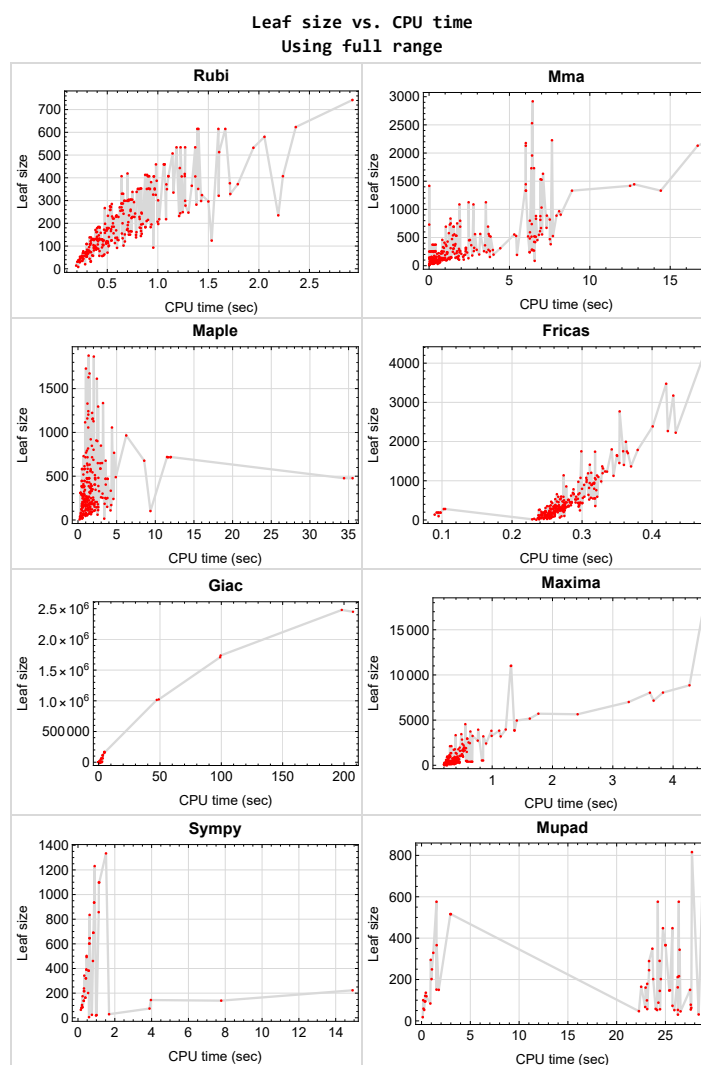 Leaf size vs. CPU time
Using full range
Rubi
Leaf size
700
600
500
400
300
200
100
0
0.5 1.0 1.5 2.0 2.5
CPU time (sec)
Mma
Leaf size
3000
2500
2000
1500
1000
500
0
0 5 10 15
CPU time (sec)
Maple
Leaf size
1500
1000
500
0
0 5 10 15 20 25 30 35
CPU time (sec)
Fricas
Leaf size
4000
3000
2000
1000
0
0.1 0.2 0.3 0.4
CPU time (sec)
Giac
Leaf size
2.5×10⁶
2.0×10⁶
1.5×10⁶
1.0×10⁶
500000
0
0 50 100 150 200
CPU time (sec)
Maxima
Leaf size
15000
10000
5000
0
1 2 3 4
CPU time (sec)
Sympy
Leaf size
1400
1200
1000
800
600
400
200
0
0 2 4 6 8 10 12 14
CPU time (sec)
Mupad
Leaf size
800
600
400
200
0
0 5 10 15 20 25
CPU time (sec)